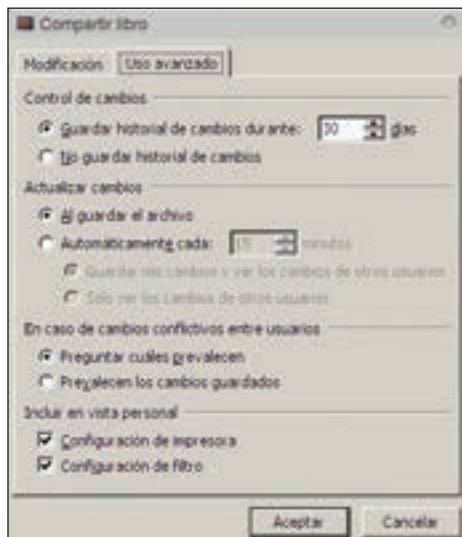 Compartir libro
Modificación Uso avanzado
Control de cambios
Guardar historial de cambios durante: 30 días
No guardar historial de cambios
Actualizar cambios
Al guardar el archivo
Automáticamente cada: 15 minutos
Guardar mis cambios y ver los cambios de otros usuarios
Sólo ver los cambios de otros usuarios
En caso de cambios conflictivos entre usuarios
Preguntar cuáles prevalecen
Prevalecen los cambios guardados
Incluir en vista personal
Configuración de impresora
Configuración de filtro
Aceptar Cancelar